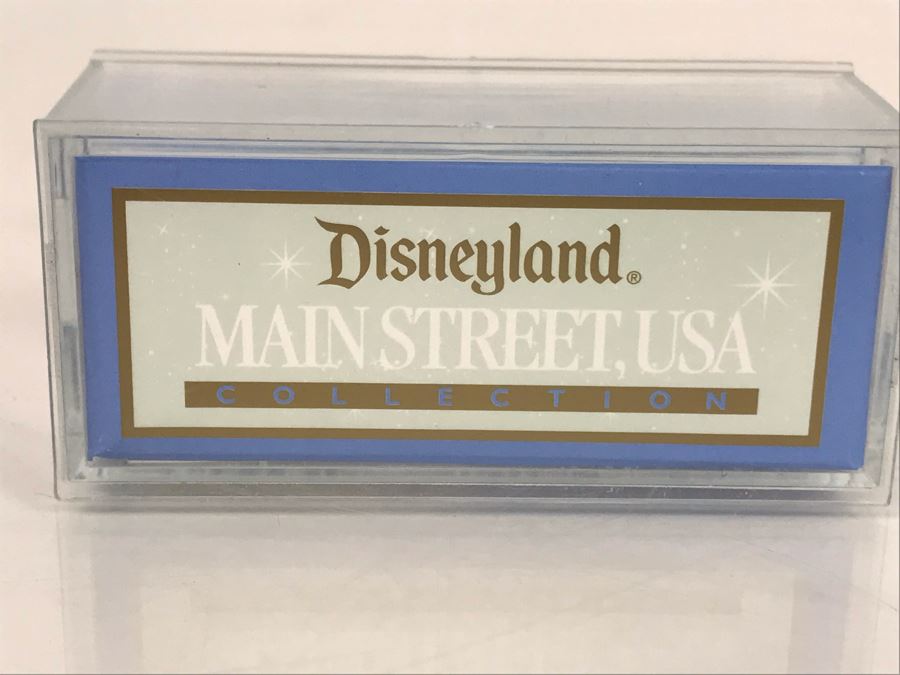 Disneyland®
MAIN STREET, USA
COLLECTION